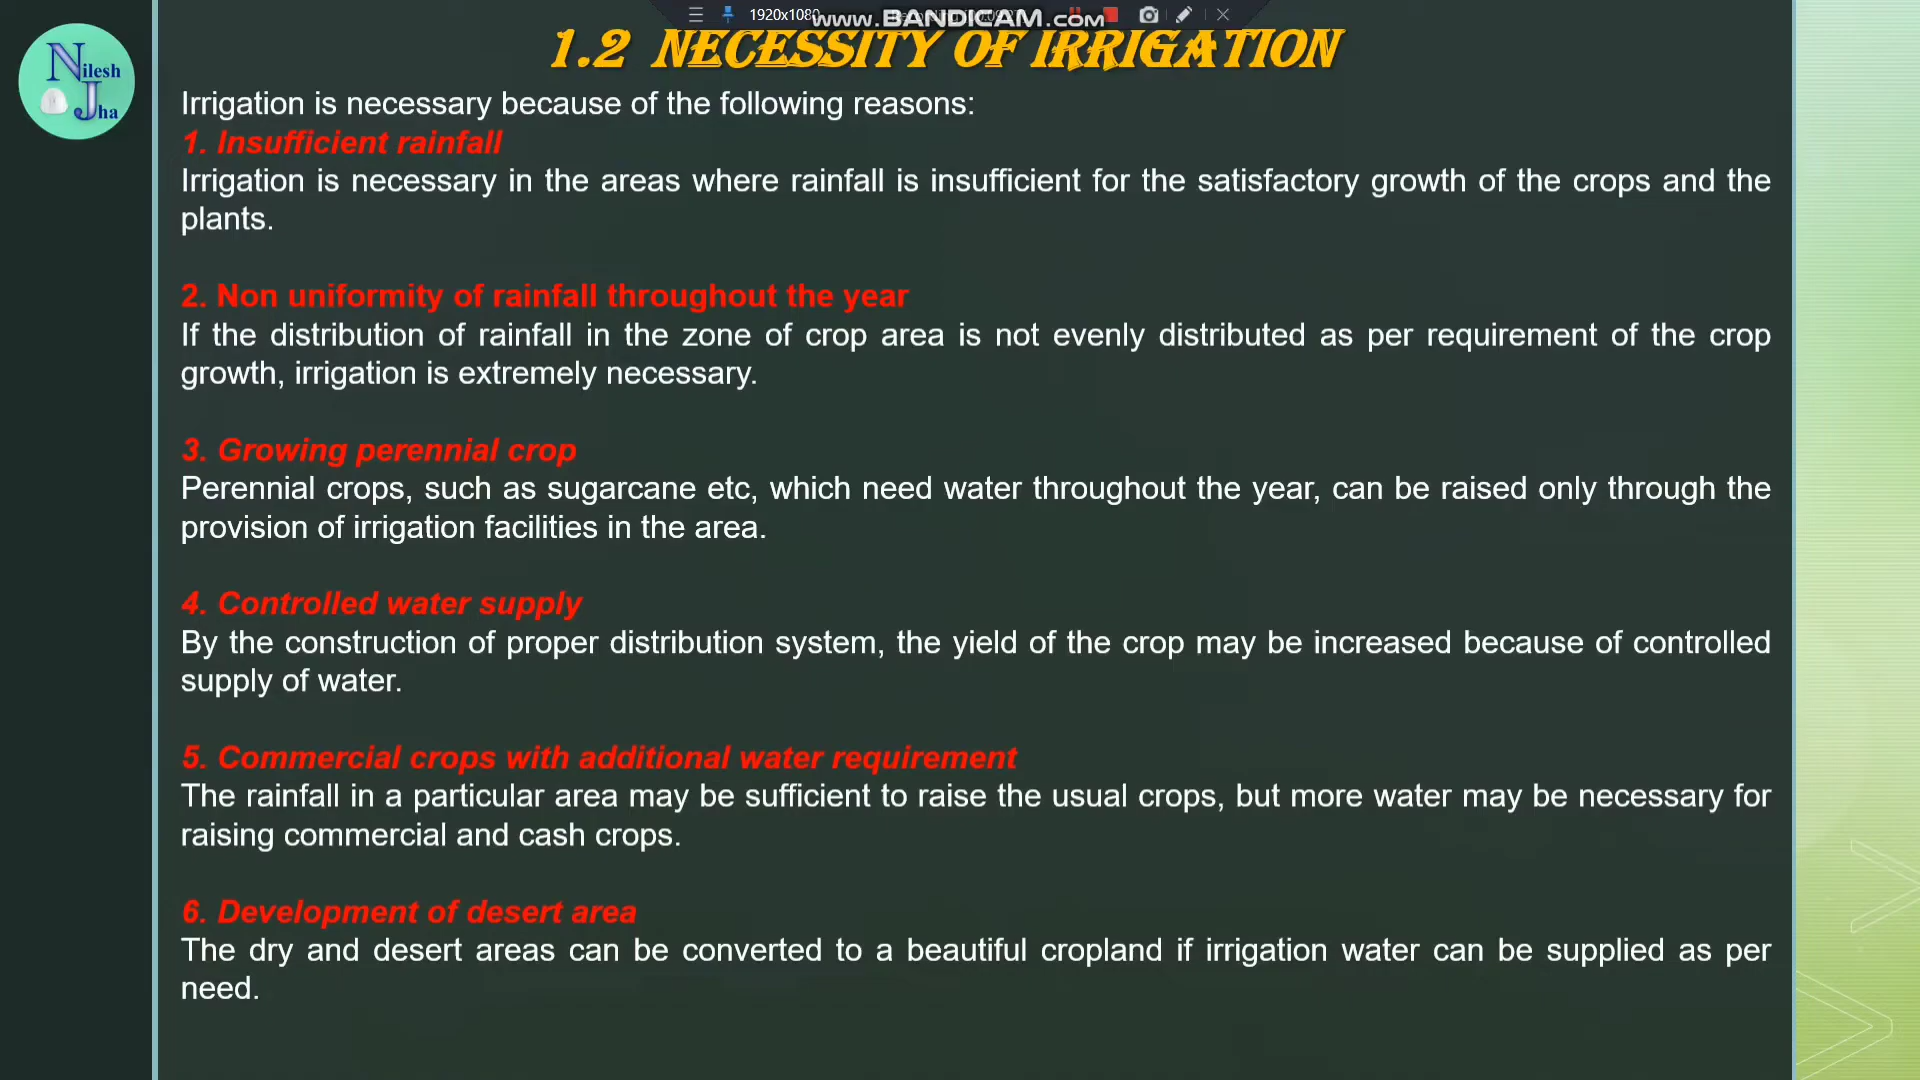 1920x1080
www.BANDICAM.com
1.2 NECESSITY OF IRRIGATION
Nilesh
Jha
Irrigation is necessary because of the following reasons:
1. Insufficient rainfall
Irrigation is necessary in the areas where rainfall is insufficient for the satisfactory growth of the crops and the
plants.
2. Non uniformity of rainfall throughout the year
If the distribution of rainfall in the zone of crop area is not evenly distributed as per requirement of the crop
growth, irrigation is extremely necessary.
3. Growing perennial crop
Perennial crops, such as sugarcane etc, which need water throughout the year, can be raised only through the
provision of irrigation facilities in the area.
4. Controlled water supply
By the construction of proper distribution system, the yield of the crop may be increased because of controlled
supply of water.
5. Commercial crops with additional water requirement
The rainfall in a particular area may be sufficient to raise the usual crops, but more water may be necessary for
raising commercial and cash crops.
6. Development of desert area
The dry and desert areas can be converted to a beautiful cropland if irrigation water can be supplied as per
need.